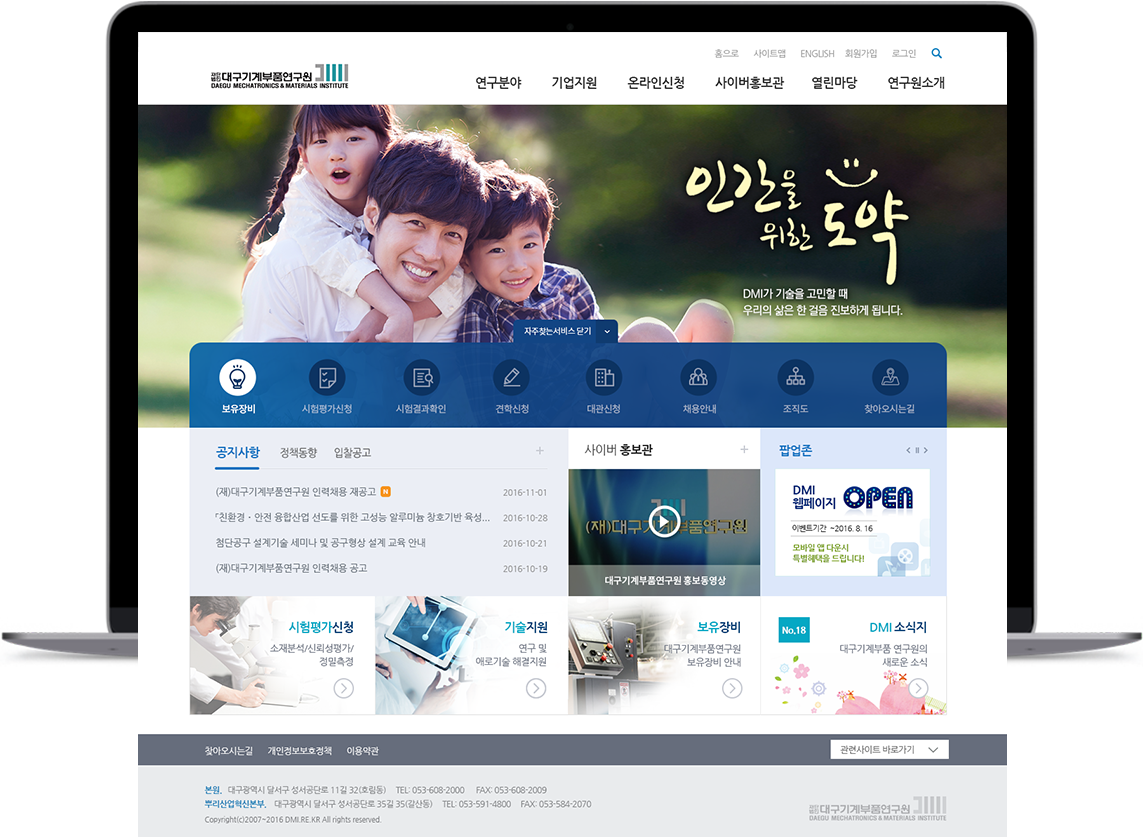 홈으로 사이트맵 ENGLISH 회원가입 로그인
재단법인 대구기계부품연구원
DAEGU MECHATRONICS & MATERIALS INSTITUTE
연구분야 기업지원 온라인신청 사이버홍보관 열린마당 연구원소개
인간을
위한 도약
DMI가 기술을 고민할 때
우리의 삶은 한 걸음 진보하게 됩니다.
자주찾는서비스 닫기
보유장비 시험평가신청 시험결과확인 견학신청 대관신청 채용안내 조직도 찾아오시는길
공지사항 정책동향 입찰공고 +
(재)대구기계부품연구원 인력채용 재공고 N 2016-11-01
「친환경·안전 융합산업 선도를 위한 고성능 알루미늄 창호기반 육성... 2016-10-28
첨단공구 설계기술 세미나 및 공구형상 설계 교육 안내 2016-10-21
(재)대구기계부품연구원 인력채용 공고 2016-10-19
사이버 홍보관 +
(재)대구기계부품연구원
대구기계부품연구원 홍보동영상
팝업존
DMI
웹페이지 OPEN
이벤트기간 ~2016. 8. 16
모바일 앱 다운시
특별혜택을 드립니다!
시험평가신청
소재분석/신뢰성평가/
정밀측정
기술지원
연구 및
애로기술 해결지원
보유장비
대구기계부품연구원
보유장비 안내
No.18
DMI 소식지
대구기계부품 연구원의
새로운 소식
찾아오시는길 개인정보보호정책 이용약관
관련사이트 바로가기
본원. 대구광역시 달서구 성서공단로 11길 32(호림동) TEL: 053-608-2000 FAX: 053-608-2009
뿌리산업혁신본부. 대구광역시 달서구 성서공단로 35길 35(갈산동) TEL: 053-591-4800 FAX: 053-584-2070
Copyright(c)2007~2016 DMI.RE.KR All rights reserved.
재단법인 대구기계부품연구원
DAEGU MECHATRONICS & MATERIALS INSTITUTE